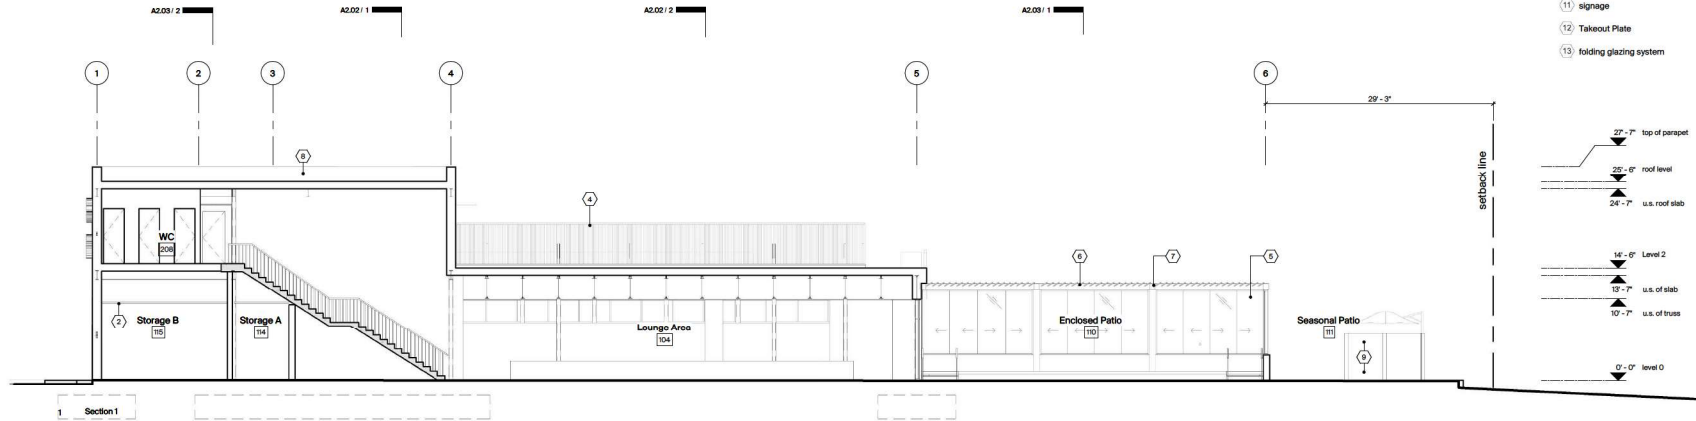 A2.03 / 2
A2.02 / 1
A2.02 / 2
A2.03 / 1
11 signage
12 Takeout Plate
13 folding glazing system
1
2
3
4
5
6
29' - 3"
setback line
27' - 7" top of parapet
25' - 6" roof level
24' - 7" u.s. roof slab
14' - 6" Level 2
13' - 7" u.s. of slab
10' - 7" u.s. of truss
0' - 0" level 0
8
4
WC
208
6
7
5
2
Storage B
115
Storage A
114
Lounge Area
104
Enclosed Patio
110
Seasonal Patio
111
9
1 Section 1